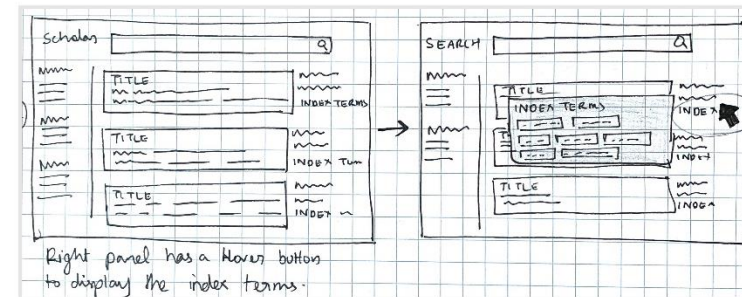 Scholar
TITLE
INDEX TERMS
TITLE
INDEX
TITLE
INDEX
SEARCH
TITLE
INDEX TERMS
INDEX
INDEX
TITLE
INDEX
Right panel has a Hover button
to display the index terms.